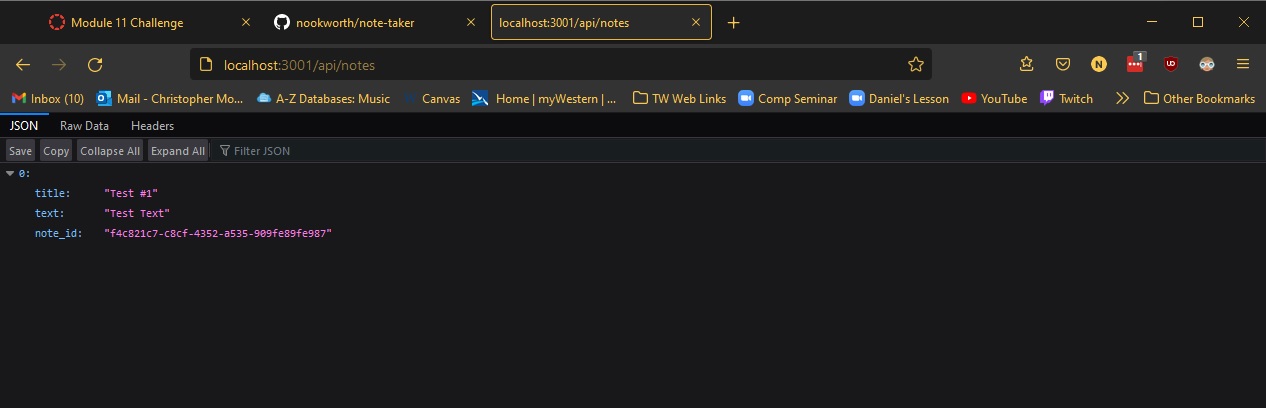 Module 11 Challenge nookworth/note-taker localhost:3001/api/notes
localhost:3001/api/notes 1 N UD
Inbox (10) Mail - Christopher Mo... A-Z Databases: Music Canvas Home | myWestern | ... TW Web Links Comp Seminar Daniel's Lesson YouTube Twitch Other Bookmarks
JSON Raw Data Headers
Save Copy Collapse All Expand All Filter JSON
0:
title: "Test #1"
text: "Test Text"
note_id: "f4c821c7-c8cf-4352-a535-909fe89fe987"